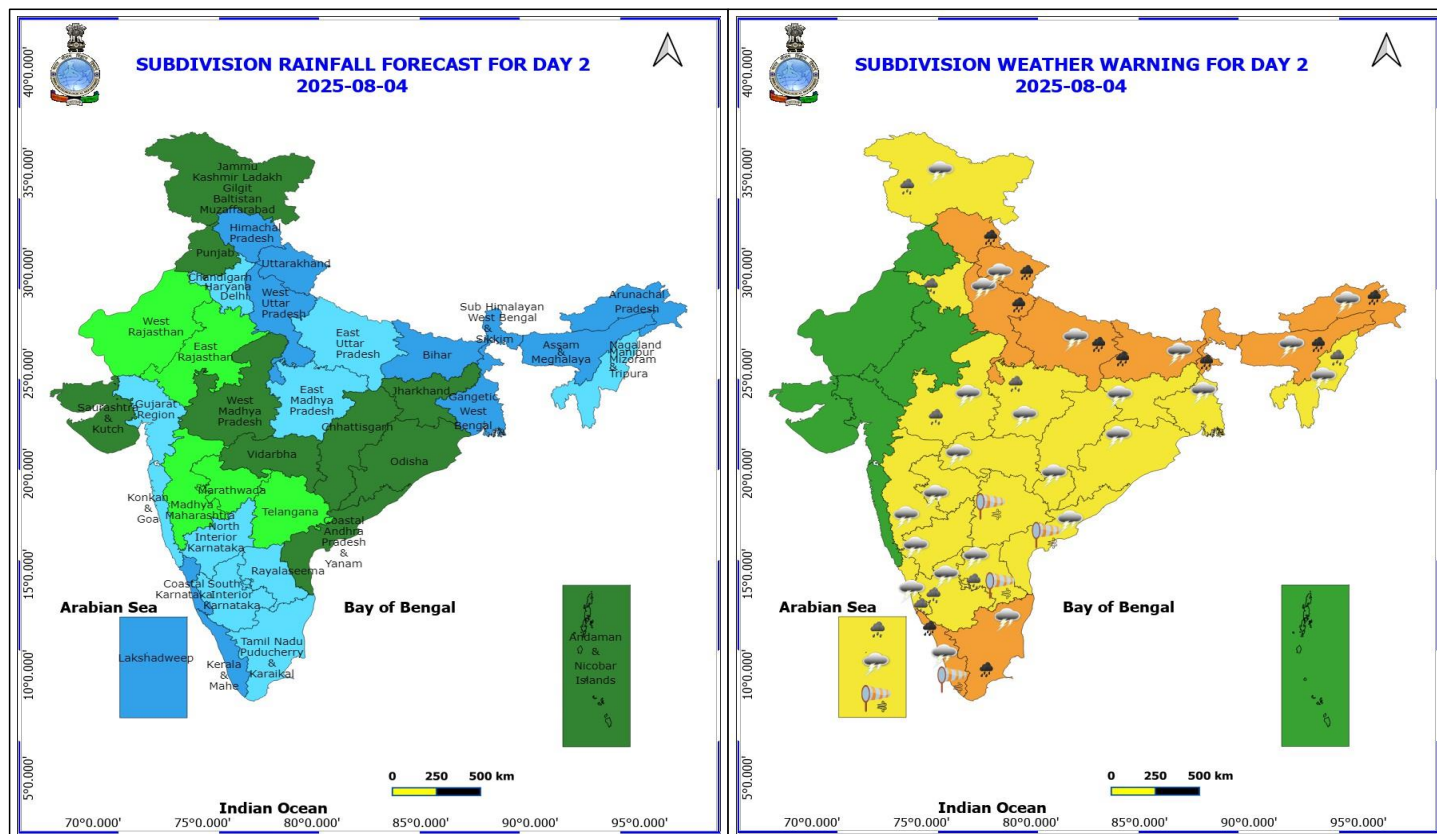 SUBDIVISION RAINFALL FORECAST FOR DAY 2
2025-08-04
40°0.000'
35°0.000'
30°0.000'
25°0.000'
20°0.000'
15°0.000'
10°0.000'
5°0.000'
Jammu
Kashmir Ladakh
Gilgit
Baltistan
Muzaffarabad
Himachal
Pradesh
Punjab
Uttarakhand
Chandigarh
Haryana
Delhi
West
Uttar
Pradesh
West
Rajasthan
East
Rajasthan
East
Uttar
Pradesh
Bihar
Sub Himalayan
West Bengal
&
Sikkim
Arunachal
Pradesh
Assam
&
Meghalaya
Nagaland
Manipur
Mizoram
&
Tripura
Saurashtra
&
Kutch
Gujarat
Region
West
Madhya
Pradesh
East
Madhya
Pradesh
Jharkhand
Gangetic
West
Bengal
Chhattisgarh
Odisha
Vidarbha
Konkan
&
Goa
Madhya
Maharashtra
Marathwada
Telangana
North
Interior
Karnataka
Coastal
Andhra
Pradesh
&
Yanam
Rayalaseema
Coastal
Karnataka
South
Interior
Karnataka
Arabian Sea
Bay of Bengal
Lakshadweep
Kerala
&
Mahe
Tamil Nadu
Puducherry
&
Karaikal
Andaman
&
Nicobar
Islands
0 250 500 km
Indian Ocean
70°0.000' 75°0.000' 80°0.000' 85°0.000' 90°0.000' 95°0.000'
SUBDIVISION WEATHER WARNING FOR DAY 2
2025-08-04
40°0.000'
35°0.000'
30°0.000'
25°0.000'
20°0.000'
15°0.000'
10°0.000'
5°0.000'
Arabian Sea
Bay of Bengal
0 250 500 km
Indian Ocean
70°0.000' 75°0.000' 80°0.000' 85°0.000' 90°0.000' 95°0.000'